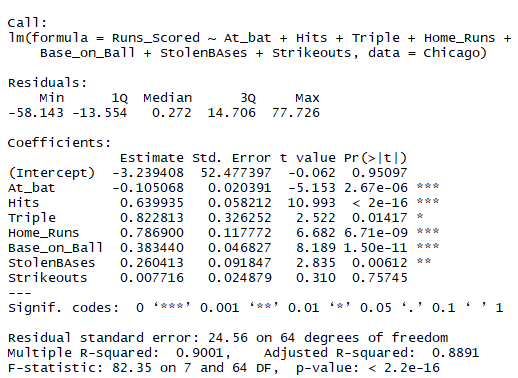 Call:
lm(formula = Runs_Scored ~ At_bat + Hits + Triple + Home_Runs +
    Base_on_Ball + StolenBAses + Strikeouts, data = Chicago)
Residuals:
    Min      1Q  Median      3Q     Max
-58.143 -13.554   0.272  14.706  77.726
Coefficients:
              Estimate Std. Error t value Pr(>|t|)
(Intercept)  -3.239408  52.477397  -0.062  0.95097
At_bat       -0.105068   0.020391  -5.153 2.67e-06 ***
Hits          0.639935   0.058212  10.993  < 2e-16 ***
Triple        0.822813   0.326252   2.522  0.01417 *
Home_Runs     0.786900   0.117772   6.682 6.71e-09 ***
Base_on_Ball  0.383440   0.046827   8.189 1.50e-11 ***
StolenBAses   0.260413   0.091847   2.835  0.00612 **
Strikeouts    0.007716   0.024879   0.310  0.75745
---
Signif. codes:  0 ‘***’ 0.001 ‘**’ 0.01 ‘*’ 0.05 ‘.’ 0.1 ‘ ’ 1
Residual standard error: 24.56 on 64 degrees of freedom
Multiple R-squared:  0.9001,    Adjusted R-squared:  0.8891
F-statistic: 82.35 on 7 and 64 DF,  p-value: < 2.2e-16